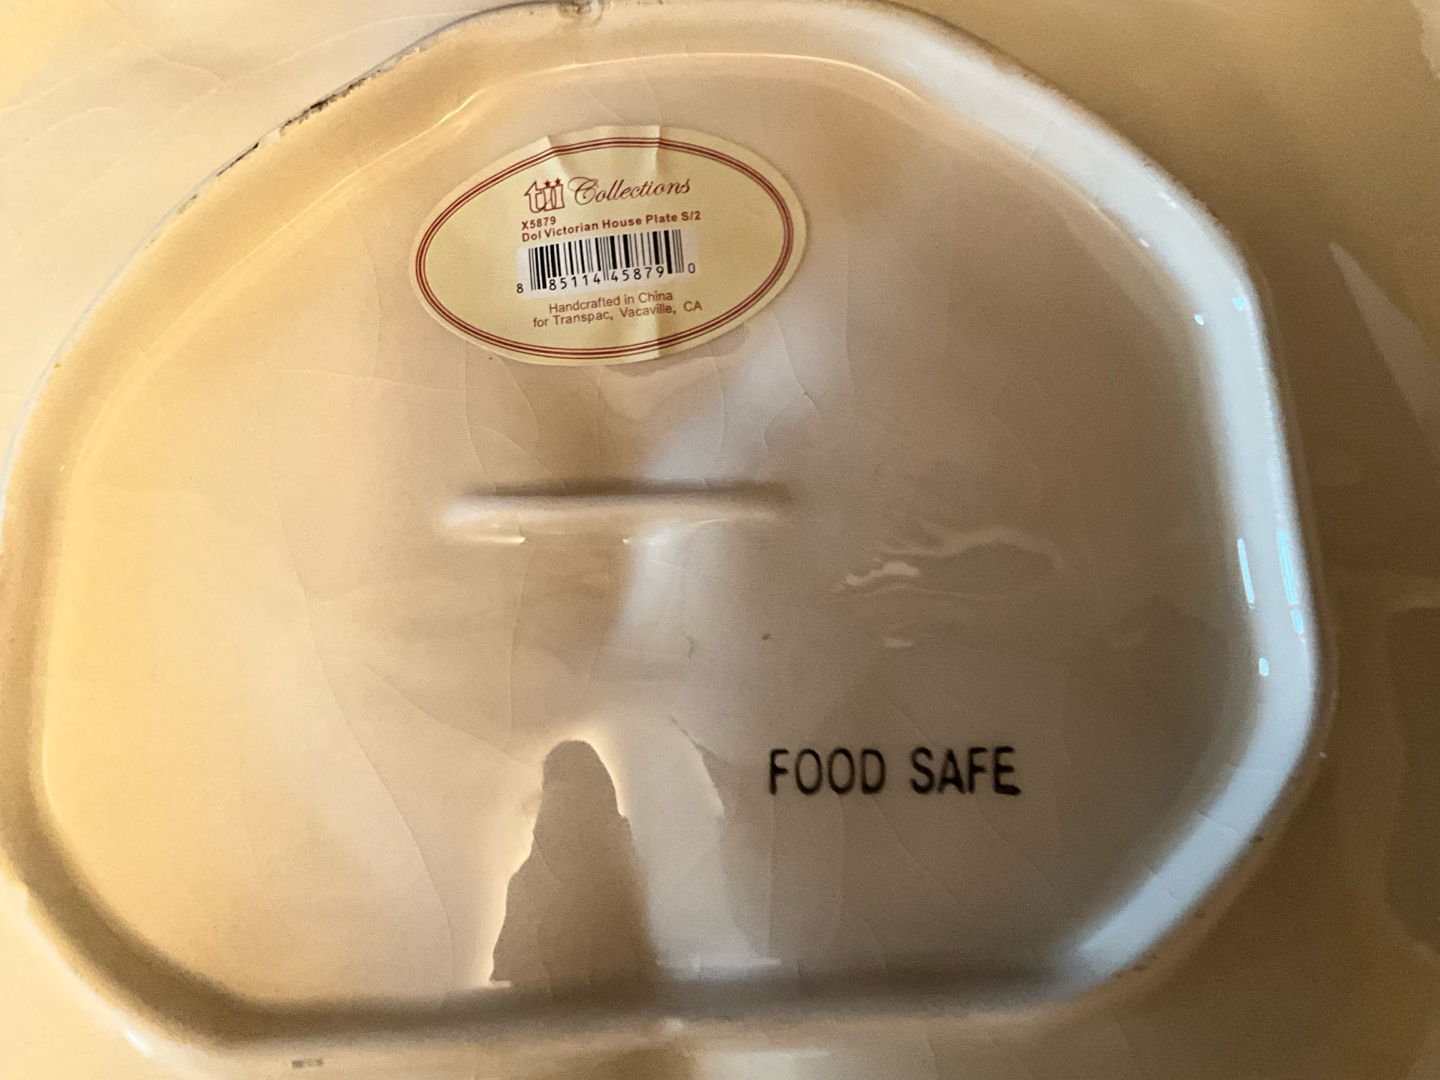 tii Collections
X5879
Dol Victorian House Plate S/2
8 85114 45879 0
Handcrafted in China
for Transpac, Vacaville, CA
FOOD SAFE